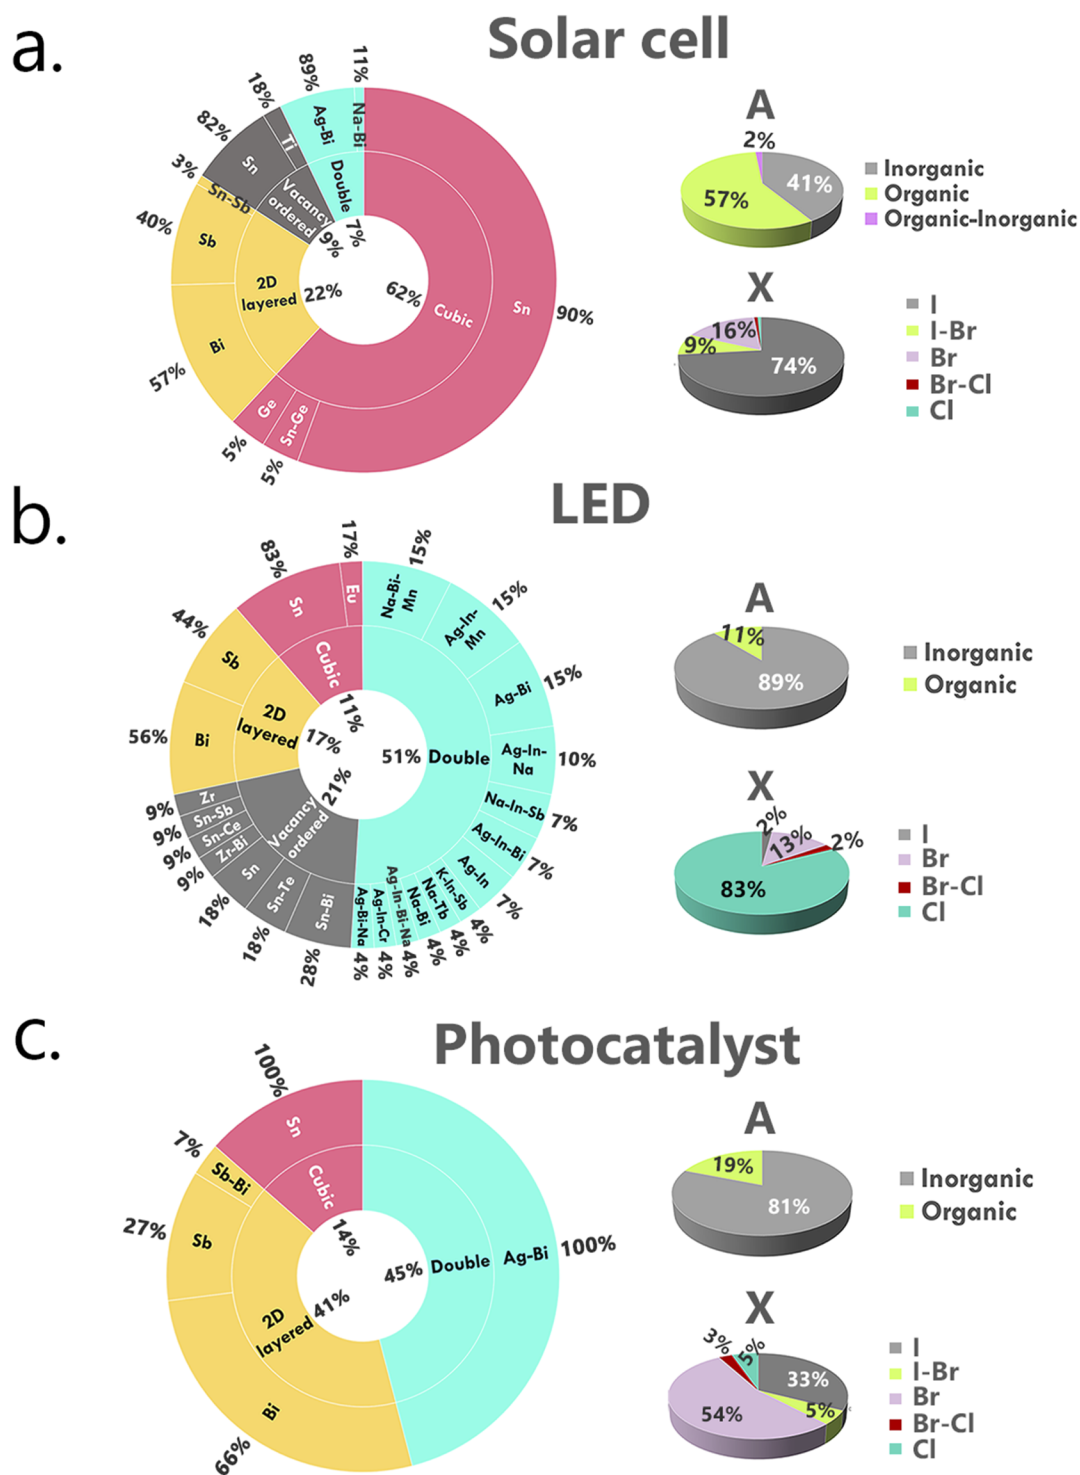 a.
Solar cell
11%
89%
18%
82%
3%
40%
57%
5%
5%
90%
Na-Bi
Ag-Bi
Ti
Sn
Sn-Sb
Sb
Bi
Ge
Sn-Ge
Sn
Double
7%
Vacancy
ordered
9%
2D
layered
22%
62%
Cubic
A
2%
57%
41%
Inorganic
Organic
Organic-Inorganic
X
16%
9%
74%
I
I-Br
Br
Br-Cl
Cl
b.
LED
17%
83%
44%
56%
9%
9%
9%
9%
18%
18%
28%
4%
4%
4%
4%
4%
4%
7%
7%
7%
10%
15%
15%
15%
Eu
Sn
Sb
Bi
Zr
Sn-Sb
Sn-Ce
Zr-Bi
Sn
Sn-Te
Sn-Bi
Ag-Bi-Na
Ag-In-Cr
Ag-In-Bi-Na
Na-Bi
Na-Tb
K-In-Sb
Ag-In
Ag-In-Bi
Na-In-Sb
Ag-In-
Na
Ag-Bi
Ag-In-
Mn
Na-Bi-
Mn
Cubic
11%
2D
layered
17%
Vacancy
ordered
21%
51%
Double
A
11%
89%
Inorganic
Organic
X
2%
13%
2%
83%
I
Br
Br-Cl
Cl
c.
Photocatalyst
100%
7%
27%
66%
100%
Sn
Sb-Bi
Sb
Bi
Ag-Bi
Cubic
14%
2D
layered
41%
45%
Double
A
19%
81%
Inorganic
Organic
X
3%
5%
33%
5%
54%
I
I-Br
Br
Br-Cl
Cl